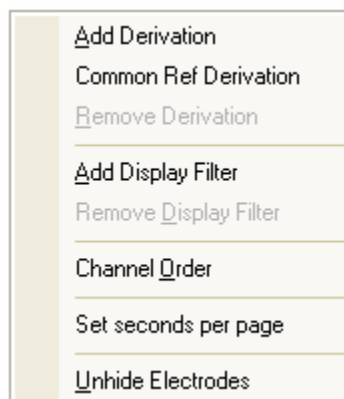 Add Derivation
Common Ref Derivation
Remove Derivation
Add Display Filter
Remove Display Filter
Channel Order
Set seconds per page
Unhide Electrodes